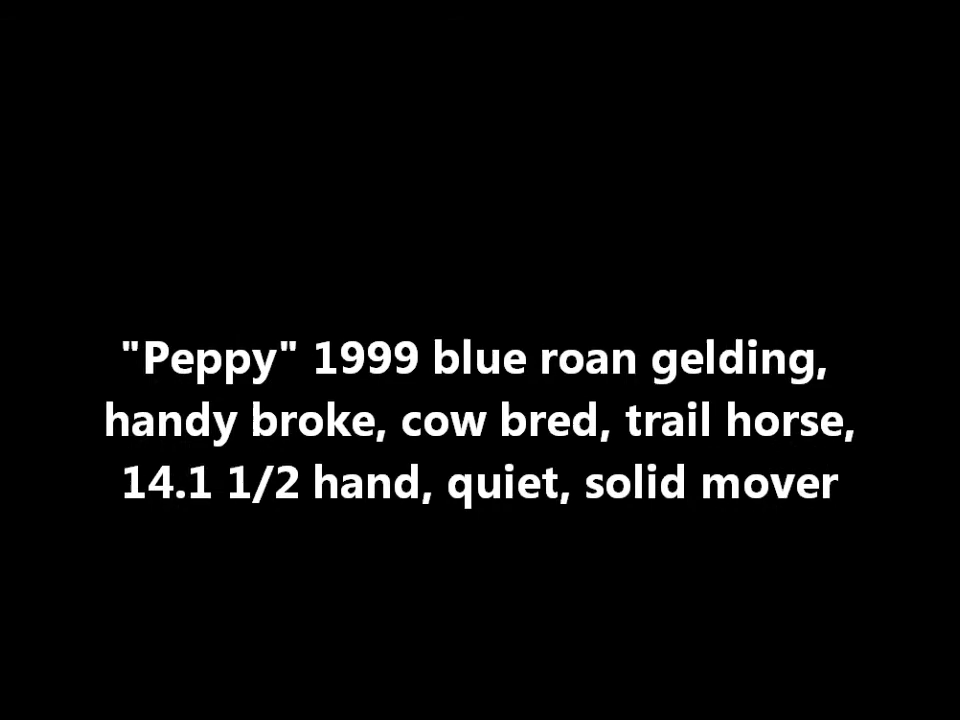 "Peppy" 1999 blue roan gelding,
handy broke, cow bred, trail horse,
14.1 1/2 hand, quiet, solid mover